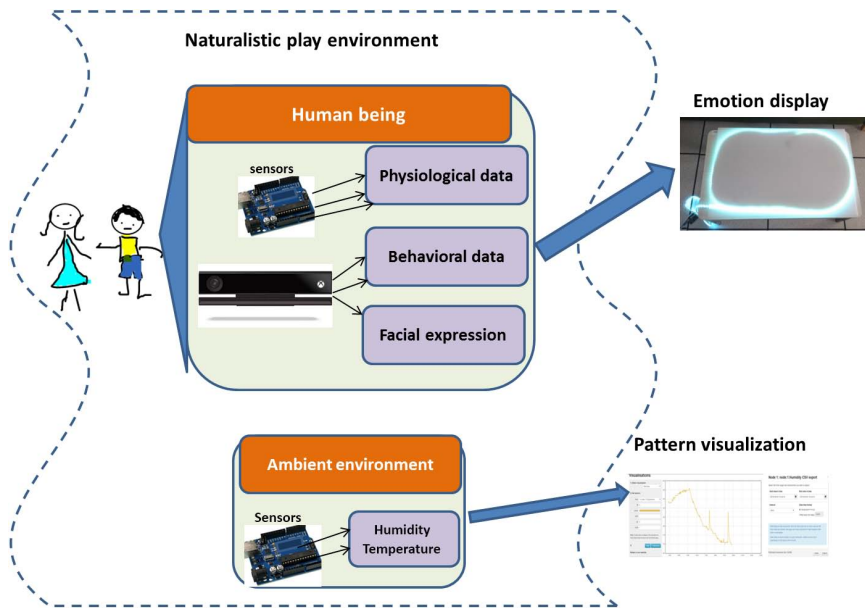 Naturalistic play environment
Human being
sensors
Physiological data
Behavioral data
Facial expression
Emotion display
Ambient environment
Sensors
Humidity
Temperature
Pattern visualization